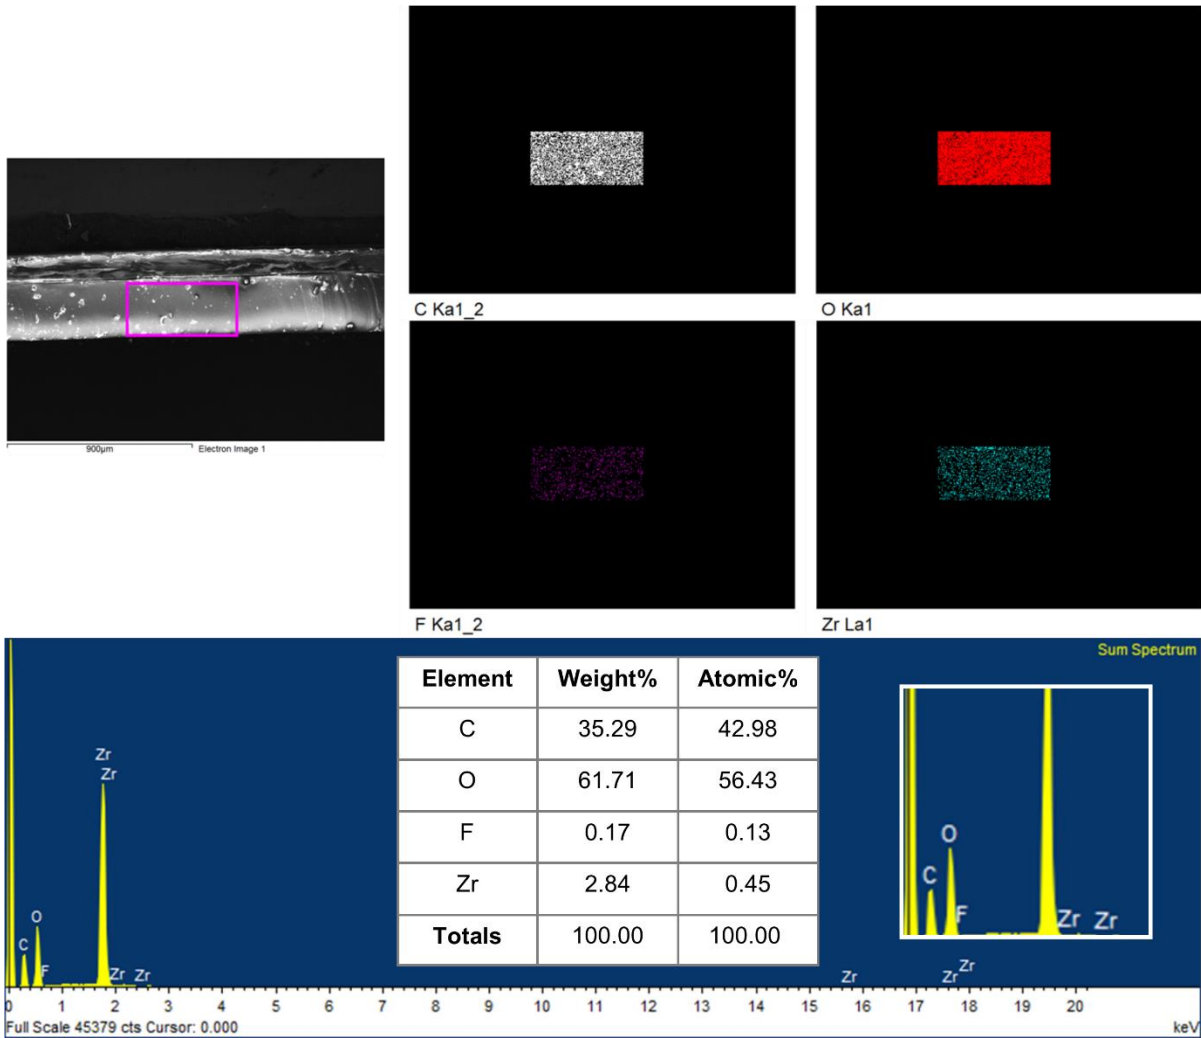 C Ka1_2
O Ka1
900µm
Electron Image 1
F Ka1_2
Zr La1
Sum Spectrum
Element Weight% Atomic%
C 35.29 42.98
O 61.71 56.43
F 0.17 0.13
Zr 2.84 0.45
Totals 100.00 100.00
Zr
Zr
O
C
F
Zr
Zr
O
C
F
Zr
Zr
Zr
Zr
Zr
0 1 2 3 4 5 6 7 8 9 10 11 12 13 14 15 16 17 18 19 20
Full Scale 45379 cts Cursor: 0.000
keV